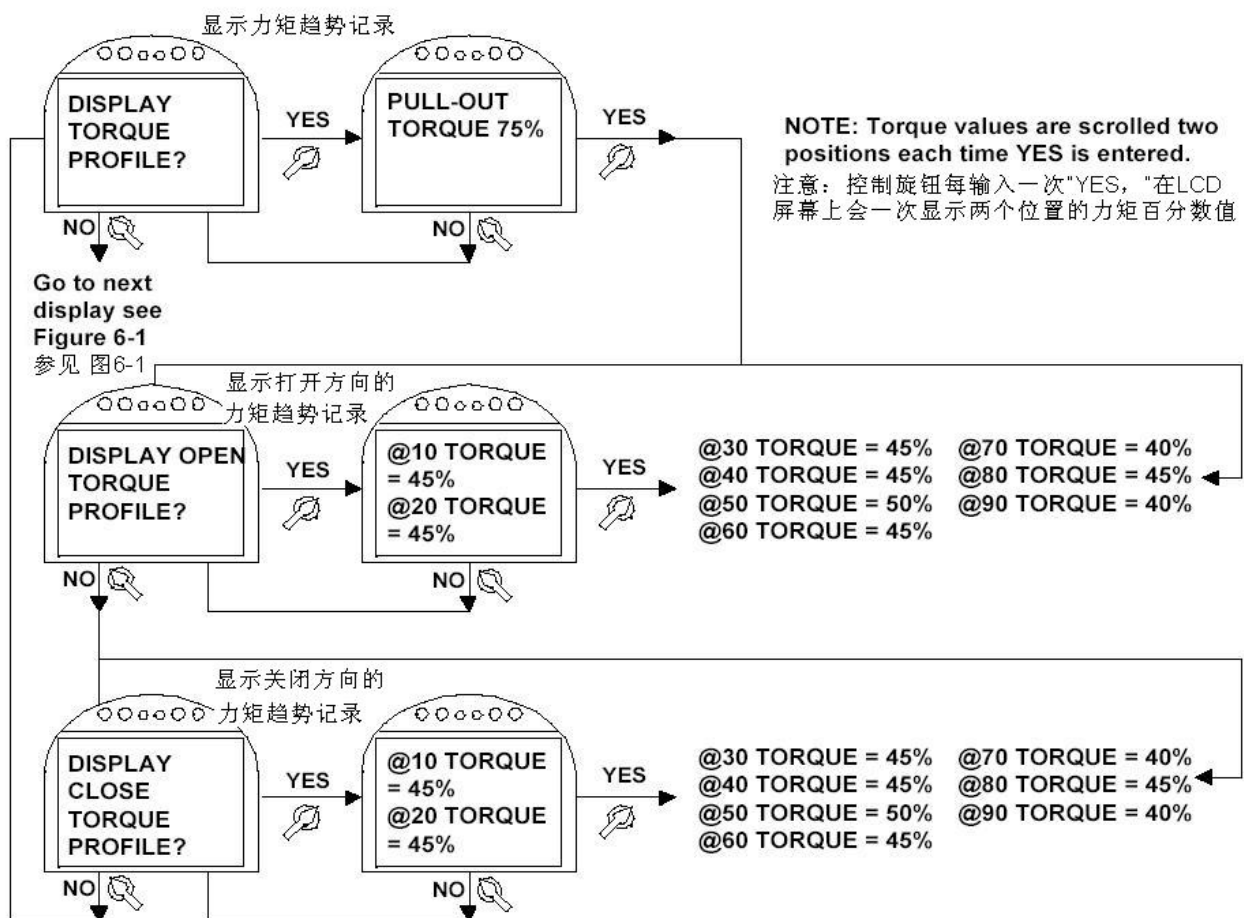 显示力矩趋势记录
DISPLAY
TORQUE
PROFILE?
YES
PULL-OUT
TORQUE 75%
YES
NOTE: Torque values are scrolled two
positions each time YES is entered.
注意：控制旋钮每输入一次"YES，"在LCD
屏幕上会一次显示两个位置的力矩百分数值
NO
NO
Go to next
display see
Figure 6-1
参见 图6-1
显示打开方向的
力矩趋势记录
DISPLAY OPEN
TORQUE
PROFILE?
YES
@10 TORQUE
= 45%
@20 TORQUE
= 45%
YES
@30 TORQUE = 45%
@40 TORQUE = 45%
@50 TORQUE = 50%
@60 TORQUE = 45%
@70 TORQUE = 40%
@80 TORQUE = 45%
@90 TORQUE = 40%
NO
NO
显示关闭方向的
力矩趋势记录
DISPLAY
CLOSE
TORQUE
PROFILE?
YES
@10 TORQUE
= 45%
@20 TORQUE
= 45%
YES
@30 TORQUE = 45%
@40 TORQUE = 45%
@50 TORQUE = 50%
@60 TORQUE = 45%
@70 TORQUE = 40%
@80 TORQUE = 45%
@90 TORQUE = 40%
NO
NO